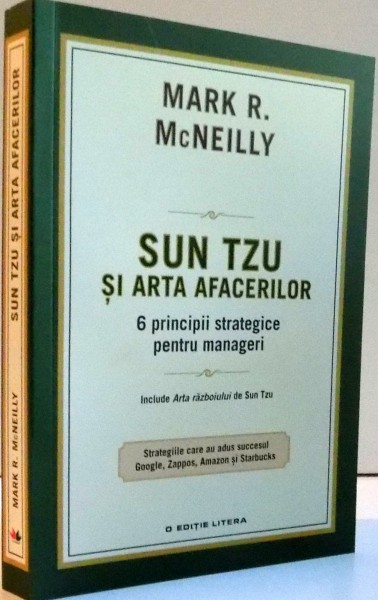 MARK R.
McNEILLY
SUN TZU
ȘI ARTA AFACERILOR
6 principii strategice
pentru manageri
Include Arta războiului de Sun Tzu
Strategiile care au adus succesul
Google, Zappos, Amazon și Starbucks
O EDIȚIE LITERA
MARK R. McNEILLY SUN TZU ȘI ARTA AFACERILOR